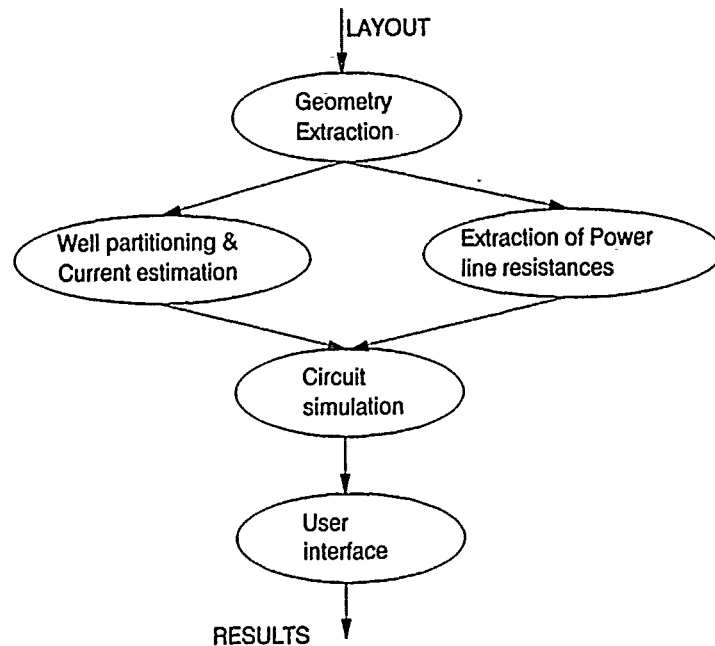 LAYOUT
Geometry
Extraction
Well partitioning &
Current estimation
Extraction of Power
line resistances
Circuit
simulation
User
interface
RESULTS